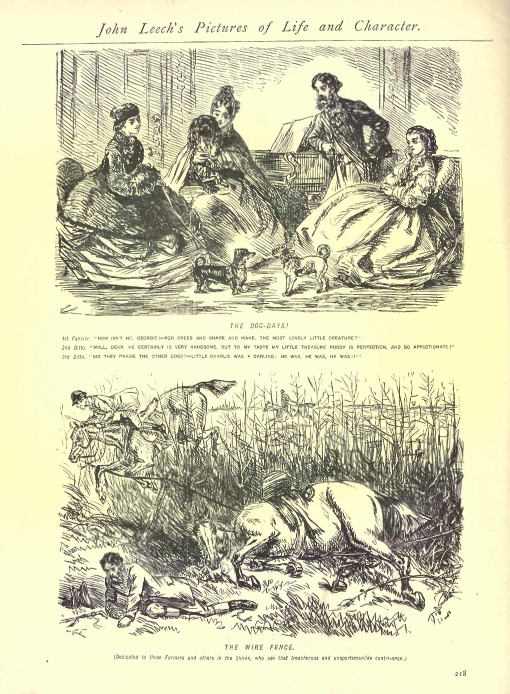 John Leech's Pictures of Life and Character.
THE DOG-DAYS!
1st Fancier. "NOW ISN'T HE, GEORGE!—FOR BREED AND SHAPE AND MAKE, THE MOST LOVELY LITTLE CREATURE?"
2nd Ditto. "WELL, DEAR, HE CERTAINLY IS VERY HANDSOME, BUT TO MY TASTE MY LITTLE TREASURE PUGGY IS PERFECTION, AND SO AFFECTIONATE!"
3rd Ditto. "DID THEY PRAISE THE OTHER DOGS?—LITTLE CHARLIE WAS A DARLING; HE WAS, HE WAS, HE WAS!!!"
THE WIRE FENCE.
(Dedicated to those Farmers and others in the Shires, who use that treacherous and unsportsmanlike contrivance.)
218